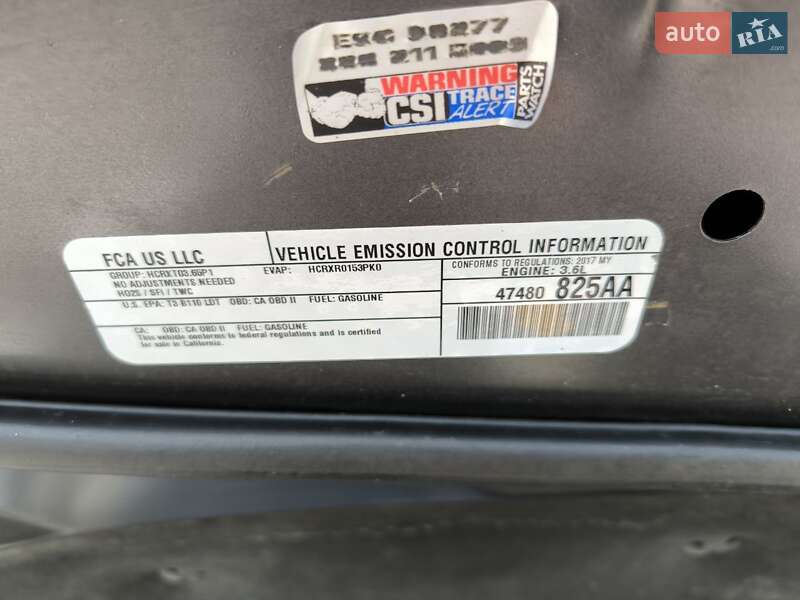 auto RIA
.com
WARNING
CSI TRACE
ALERT
PARTS
WATCH
FCA US LLC
VEHICLE EMISSION CONTROL INFORMATION
GROUP: HCRXT03.65P1 EVAP: HCRXR0153PK0
NO ADJUSTMENTS NEEDED
HO2S / SFI / TWC
CONFORMS TO REGULATIONS: 2017 MY
ENGINE: 3.6L
U.S. EPA: T3 B110 LDT OBD: CA OBD II FUEL: GASOLINE
47480 825AA
CA: OBD: CA OBD II FUEL: GASOLINE
This vehicle conforms to federal regulations and is certified
for sale in California.